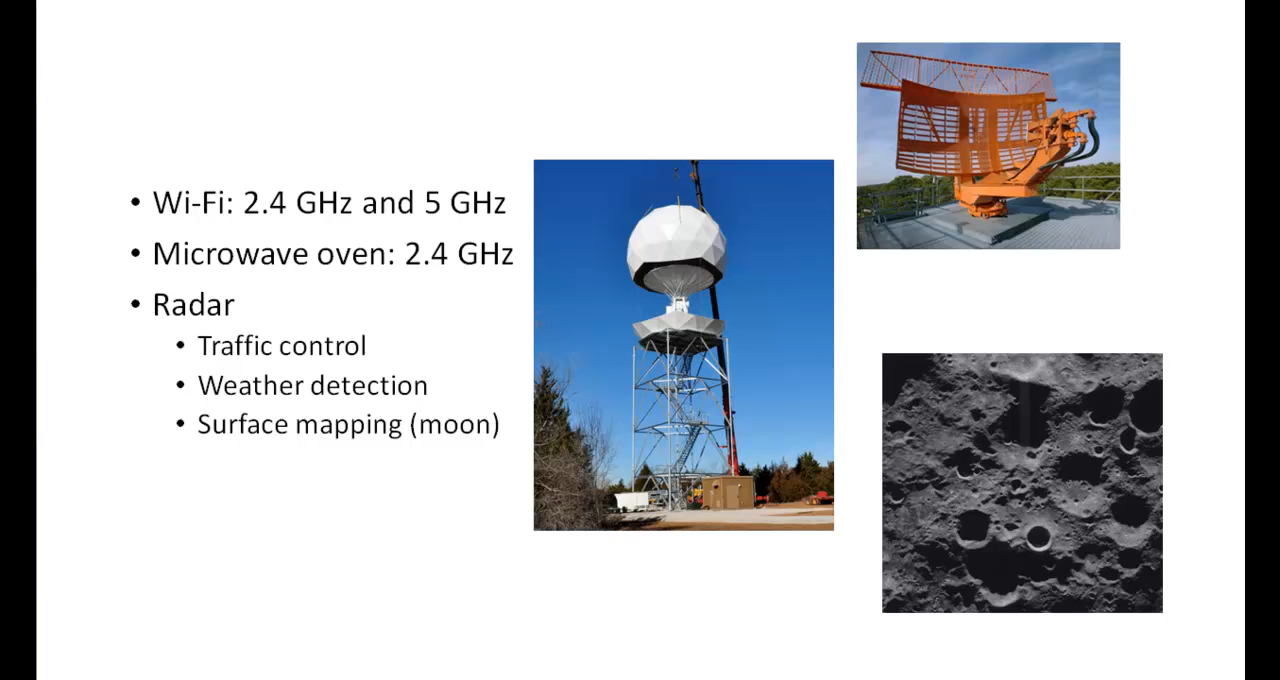 • Wi-Fi: 2.4 GHz and 5 GHz
• Microwave oven: 2.4 GHz
• Radar
• Traffic control
• Weather detection
• Surface mapping (moon)